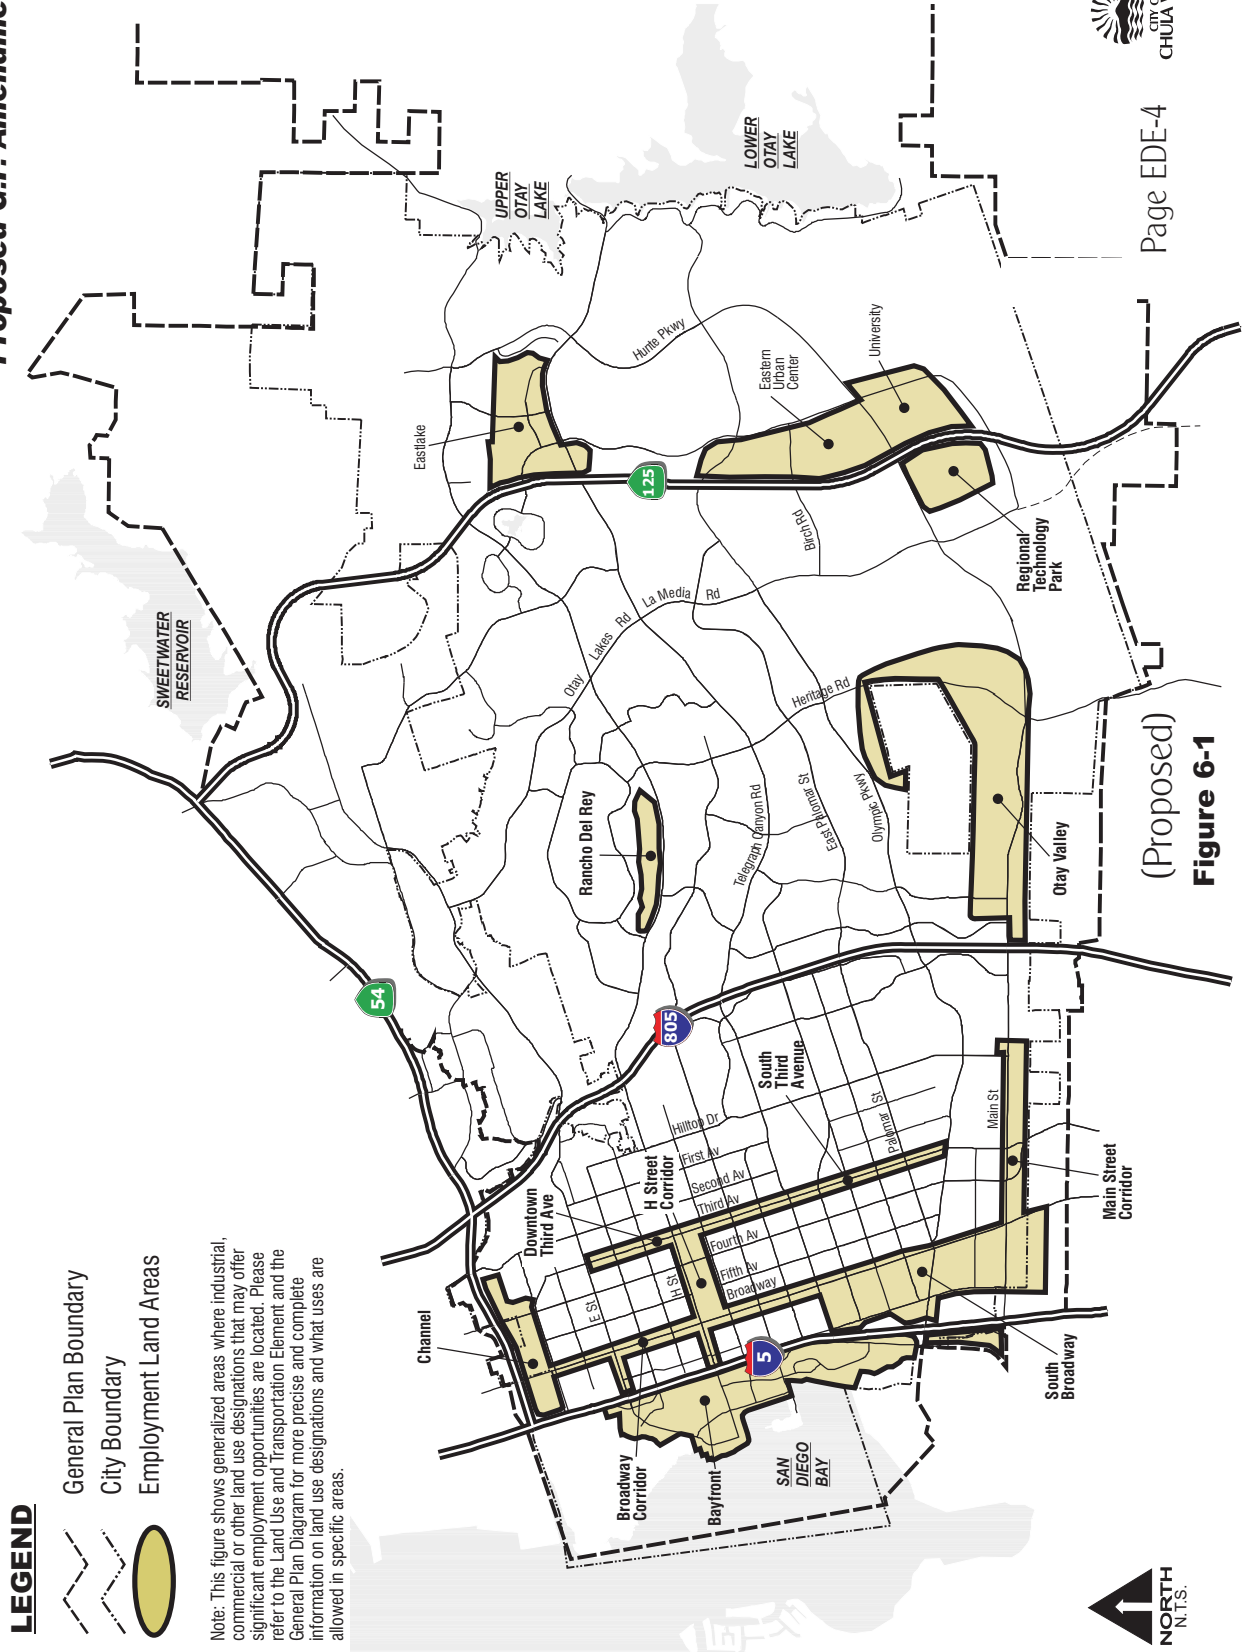 Proposed G.P. Amendme
LEGEND
General Plan Boundary
City Boundary
Employment Land Areas
Note: This figure shows generalized areas where industrial,
commercial or other land use designations that may offer
significant employment opportunities are located. Please
refer to the Land Use and Transportation Element and the
General Plan Diagram for more precise and complete
information on land use designations and what uses are
allowed in specific areas.
SWEETWATER
RESERVOIR
UPPER
OTAY
LAKE
LOWER
OTAY
LAKE
SAN
DIEGO
BAY
54
125
805
5
Channel
Downtown
Third Ave
H Street
Corridor
South
Third
Avenue
Broadway
Corridor
Bayfront
South
Broadway
Main Street
Corridor
Rancho Del Rey
Otay Valley
Regional
Technology
Park
Eastlake
Eastern
Urban
Center
University
E St
H St
Hilltop Dr
First Av
Second Av
Third Av
Fourth Av
Fifth Av
Broadway
Palomar St
Main St
Otay Lakes Rd
La Media Rd
Telegraph Canyon Rd
East Palomar St
Olympic Pkwy
Heritage Rd
Birch Rd
Hunte Pkwy
NORTH
N.T.S.
(Proposed)
Figure 6-1
Page EDE-4
CHULA